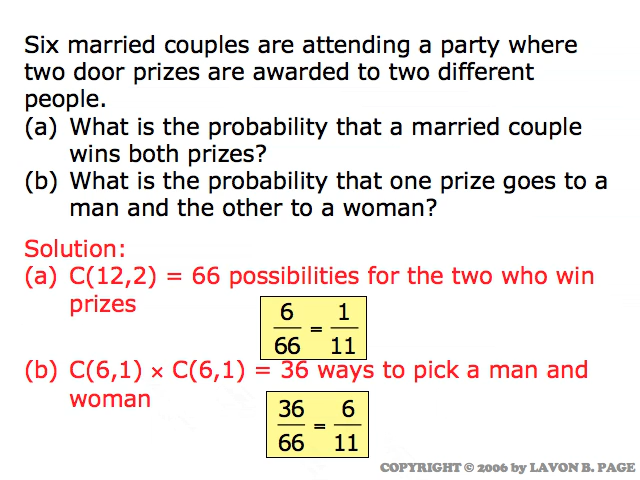 Six married couples are attending a party where
two door prizes are awarded to two different
people.
(a) What is the probability that a married couple
wins both prizes?
(b) What is the probability that one prize goes to a
man and the other to a woman?
Solution:
(a) C(12,2) = 66 possibilities for the two who win
prizes
6/66 = 1/11
(b) C(6,1) × C(6,1) = 36 ways to pick a man and
woman
36/66 = 6/11
COPYRIGHT © 2006 by LAVON B. PAGE